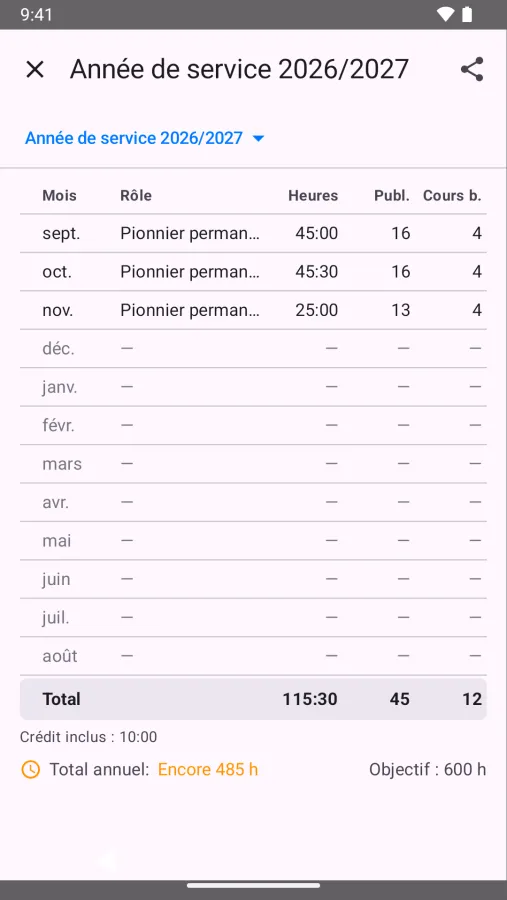 9:41
Année de service 2026/2027
Année de service 2026/2027
Mois Rôle Heures Publ. Cours b.
sept. Pionnier perman... 45:00 16 4
oct. Pionnier perman... 45:30 16 4
nov. Pionnier perman... 25:00 13 4
déc. — — — —
janv. — — — —
févr. — — — —
mars — — — —
avr. — — — —
mai — — — —
juin — — — —
juil. — — — —
août — — — —
Total 115:30 45 12
Crédit inclus : 10:00
Total annuel: Encore 485 h Objectif : 600 h